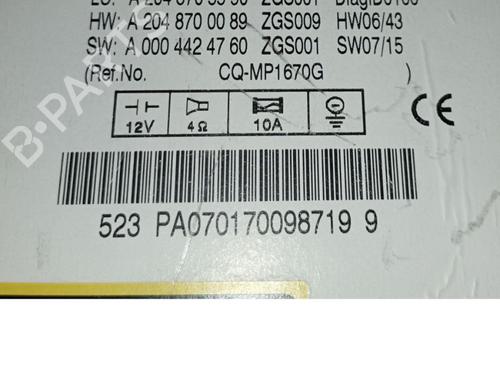 HW: A 204 870 00 89 ZGS009 HW06/43
SW: A 000 442 47 60 ZGS001 SW07/15
(Ref.No. CQ-MP1670G )
12V 4Ω 10A
CE
523 PA070170098719 9
B-PARTS